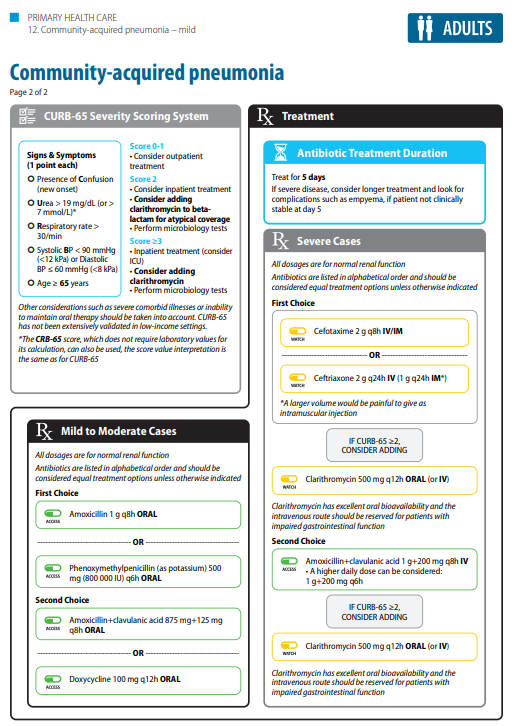 PRIMARY HEALTH CARE
12. Community-acquired pneumonia – mild
ADULTS
Community-acquired pneumonia
Page 2 of 2
CURB-65 Severity Scoring System
Signs & Symptoms
(1 point each)
Presence of Confusion
(new onset)
Urea > 19 mg/dL (or >
7 mmol/L)*
Respiratory rate >
30/min
Systolic BP < 90 mmHg
(<12 kPa) or Diastolic
BP ≤ 60 mmHg (<8 kPa)
Age ≥ 65 years
Score 0-1
• Consider outpatient
treatment
Score 2
• Consider inpatient treatment
• Consider adding
clarithromycin to beta-
lactam for atypical coverage
• Perform microbiology tests
Score ≥3
• Inpatient treatment (consider
ICU)
• Consider adding
clarithromycin
• Perform microbiology tests
Other considerations such as severe comorbid illnesses or inability
to maintain oral therapy should be taken into account. CURB-65
has not been extensively validated in low-income settings.
*The CRB-65 score, which does not require laboratory values for
its calculation, can also be used, the score value interpretation is
the same as for CURB-65
Rx Treatment
Antibiotic Treatment Duration
Treat for 5 days
If severe disease, consider longer treatment and look for
complications such as empyema, if patient not clinically
stable at day 5
Rx Severe Cases
All dosages are for normal renal function
Antibiotics are listed in alphabetical order and should be
considered equal treatment options unless otherwise indicated
First Choice
Cefotaxime 2 g q8h IV/IM
WATCH
OR
Ceftriaxone 2 g q24h IV (1 g q24h IM*)
WATCH
*A larger volume would be painful to give as
intramuscular injection
IF CURB-65 ≥2,
CONSIDER ADDING
Clarithromycin 500 mg q12h ORAL (or IV)
WATCH
Clarithromycin has excellent oral bioavailability and the
intravenous route should be reserved for patients with
impaired gastrointestinal function
Second Choice
Amoxicillin+clavulanic acid 1 g+200 mg q8h IV
ACCESS
• A higher daily dose can be considered:
1 g+200 mg q6h
IF CURB-65 ≥2,
CONSIDER ADDING
Clarithromycin 500 mg q12h ORAL (or IV)
WATCH
Clarithromycin has excellent oral bioavailability and the
intravenous route should be reserved for patients with
impaired gastrointestinal function
Rx Mild to Moderate Cases
All dosages are for normal renal function
Antibiotics are listed in alphabetical order and should be
considered equal treatment options unless otherwise indicated
First Choice
Amoxicillin 1 g q8h ORAL
ACCESS
OR
Phenoxymethylpenicillin (as potassium) 500
mg (800 000 IU) q6h ORAL
ACCESS
Second Choice
Amoxicillin+clavulanic acid 875 mg+125 mg
q8h ORAL
ACCESS
OR
Doxycycline 100 mg q12h ORAL
ACCESS